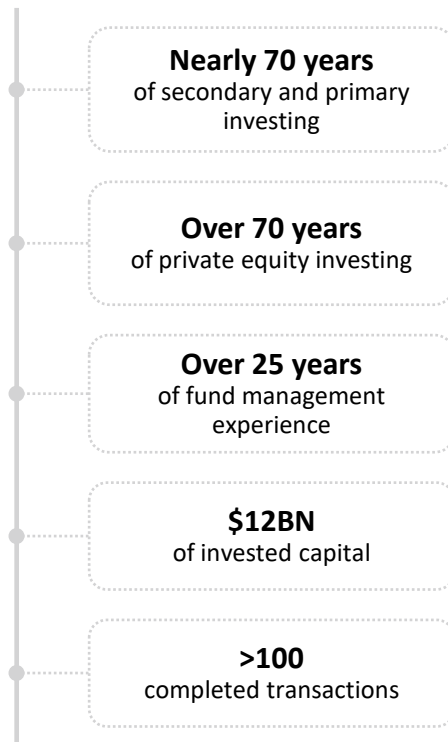 Nearly 70 years
of secondary and primary
investing
Over 70 years
of private equity investing
Over 25 years
of fund management
experience
$12BN
of invested capital
>100
completed transactions